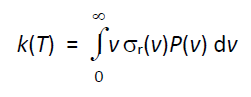 k(T) = ∫₀^∞ v σᵣ(v)P(v) dv